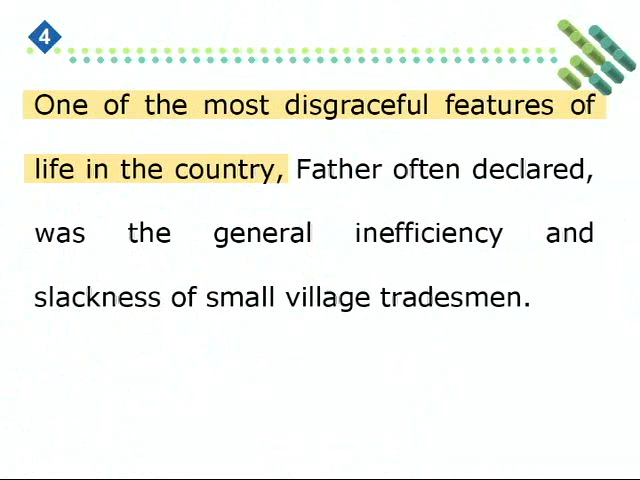 4
One of the most disgraceful features of
life in the country, Father often declared,
was the general inefficiency and
slackness of small village tradesmen.